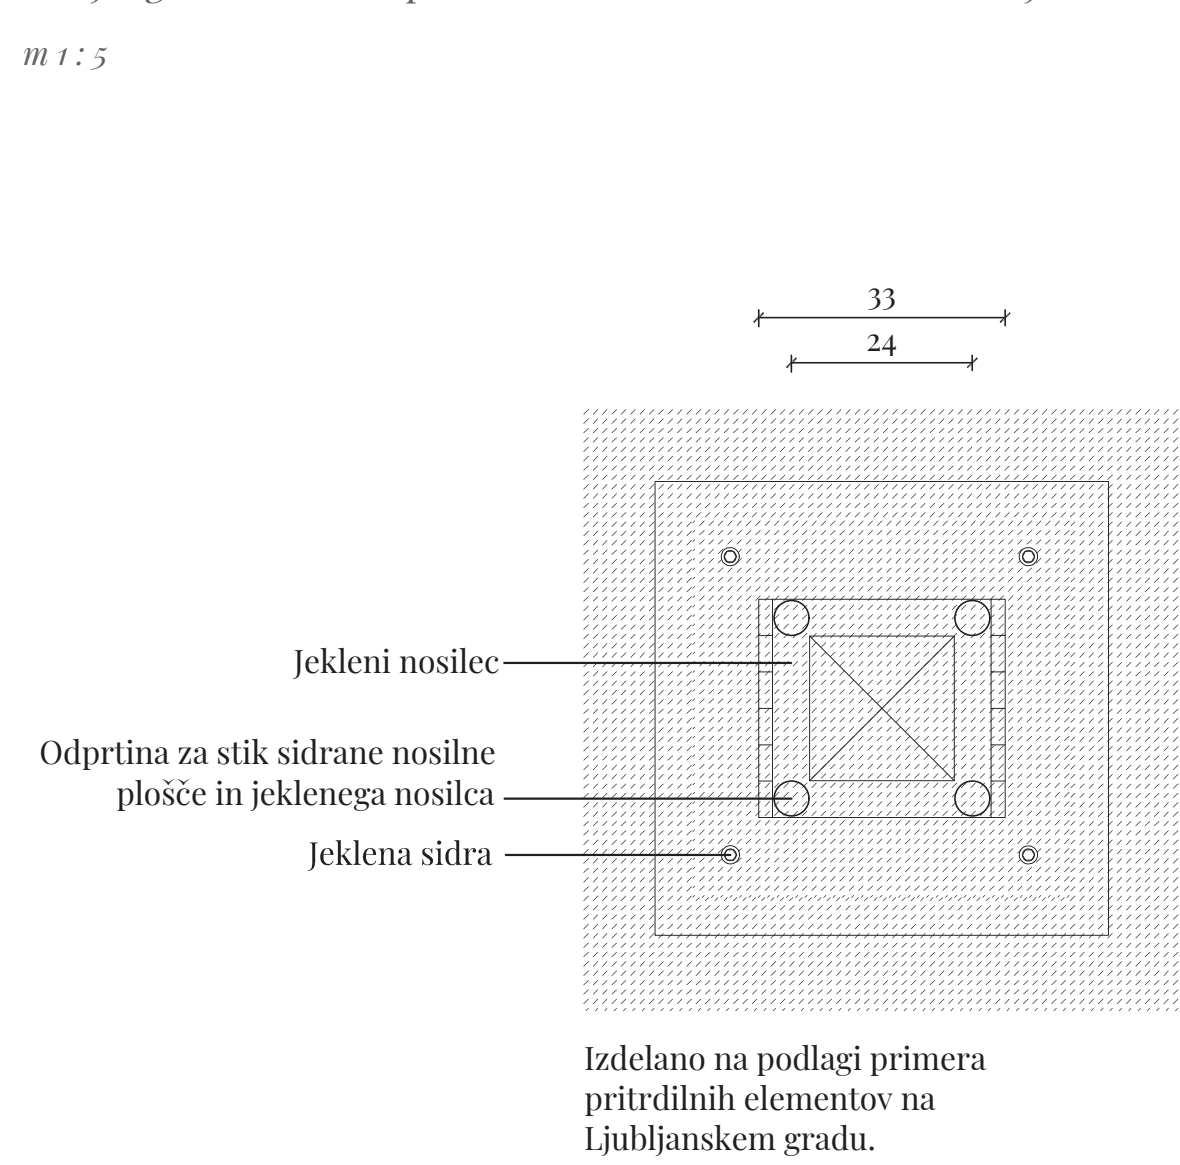 m 1 : 5
33
24
Jekleni nosilec
Odprtina za stik sidrane nosilne
plošče in jeklenega nosilca
Jeklena sidra
Izdelano na podlagi primera
pritrdilnih elementov na
Ljubljanskem gradu.